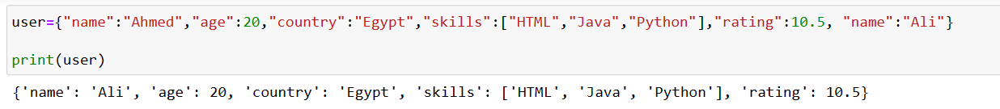 user={"name":"Ahmed","age":20,"country":"Egypt","skills":["HTML","Java","Python"],"rating":10.5, "name":"Ali"}
print(user)
{'name': 'Ali', 'age': 20, 'country': 'Egypt', 'skills': ['HTML', 'Java', 'Python'], 'rating': 10.5}